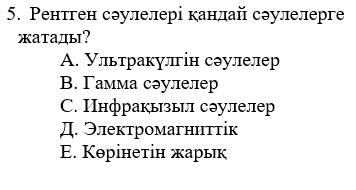 5. Рентген сәулелері қандай сәулелерге
жатады?
А. Ультракүлгін сәулелер
В. Гамма сәулелер
С. Инфрақызыл сәулелер
Д. Электромагниттік
Е. Көрінетін жарық